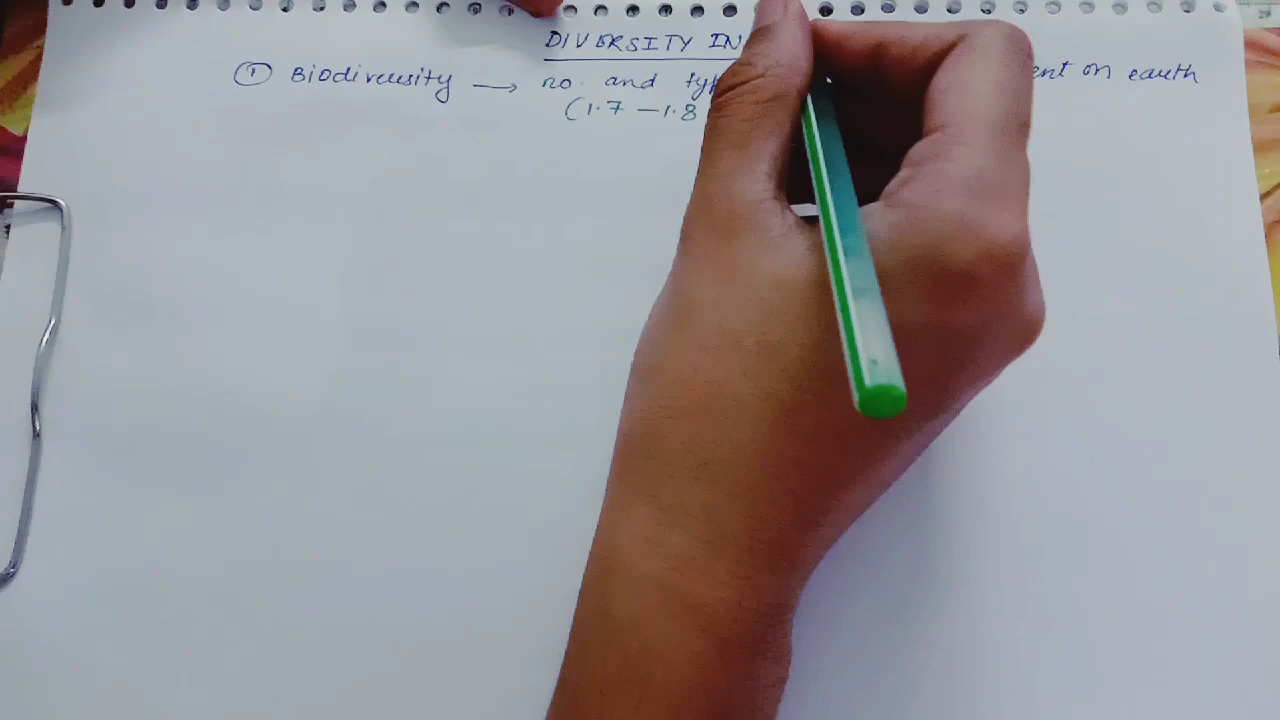 DIVERSITY IN
① Biodiversity → no. and typ ent on earth
(1.7 – 1.8